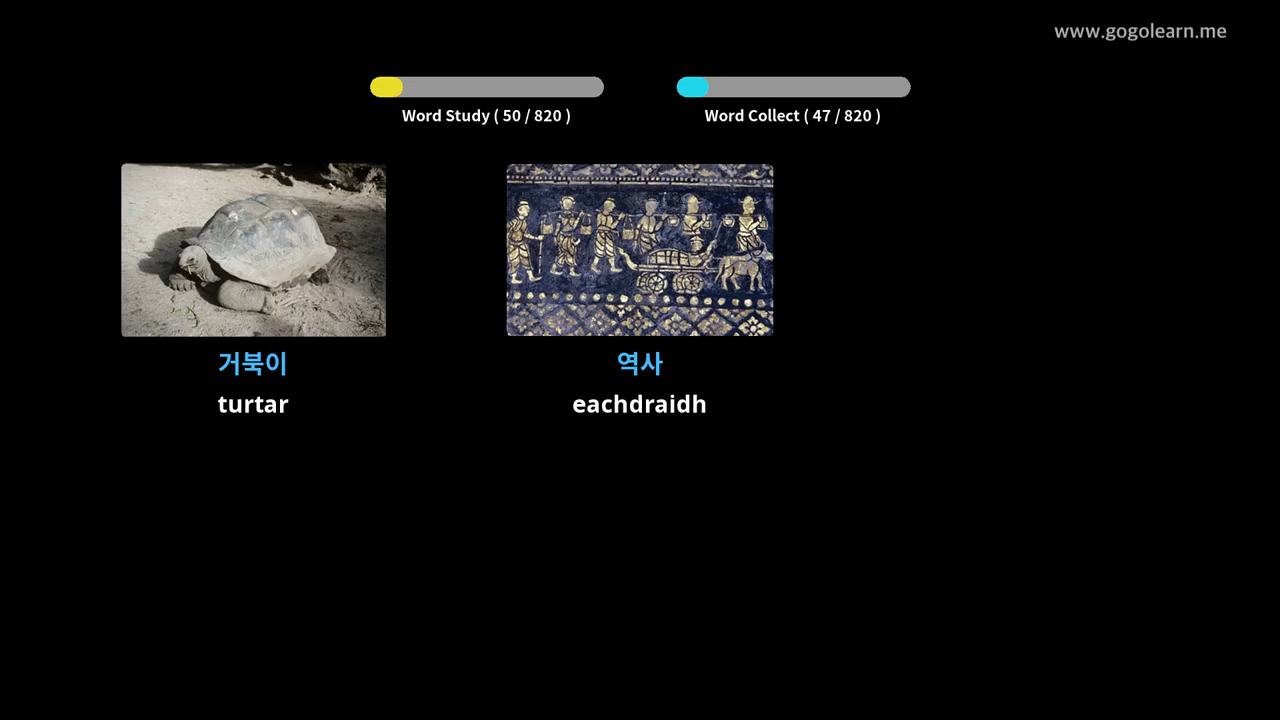 www.gogolearn.me
Word Study ( 50 / 820 )
Word Collect ( 47 / 820 )
거북이
turtar
역사
eachdraidh